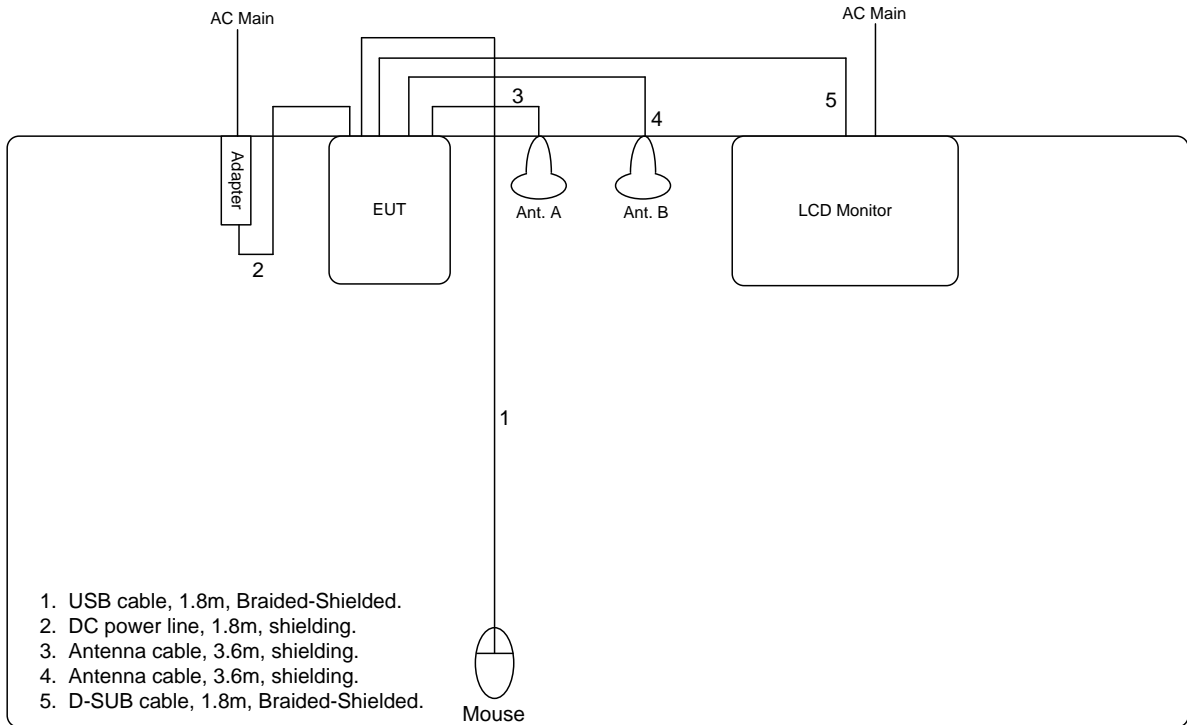 AC Main
AC Main
3
4
5
Adapter
EUT
Ant. A
Ant. B
LCD Monitor
2
1
1. USB cable, 1.8m, Braided-Shielded.
2. DC power line, 1.8m, shielding.
3. Antenna cable, 3.6m, shielding.
4. Antenna cable, 3.6m, shielding.
5. D-SUB cable, 1.8m, Braided-Shielded.
Mouse